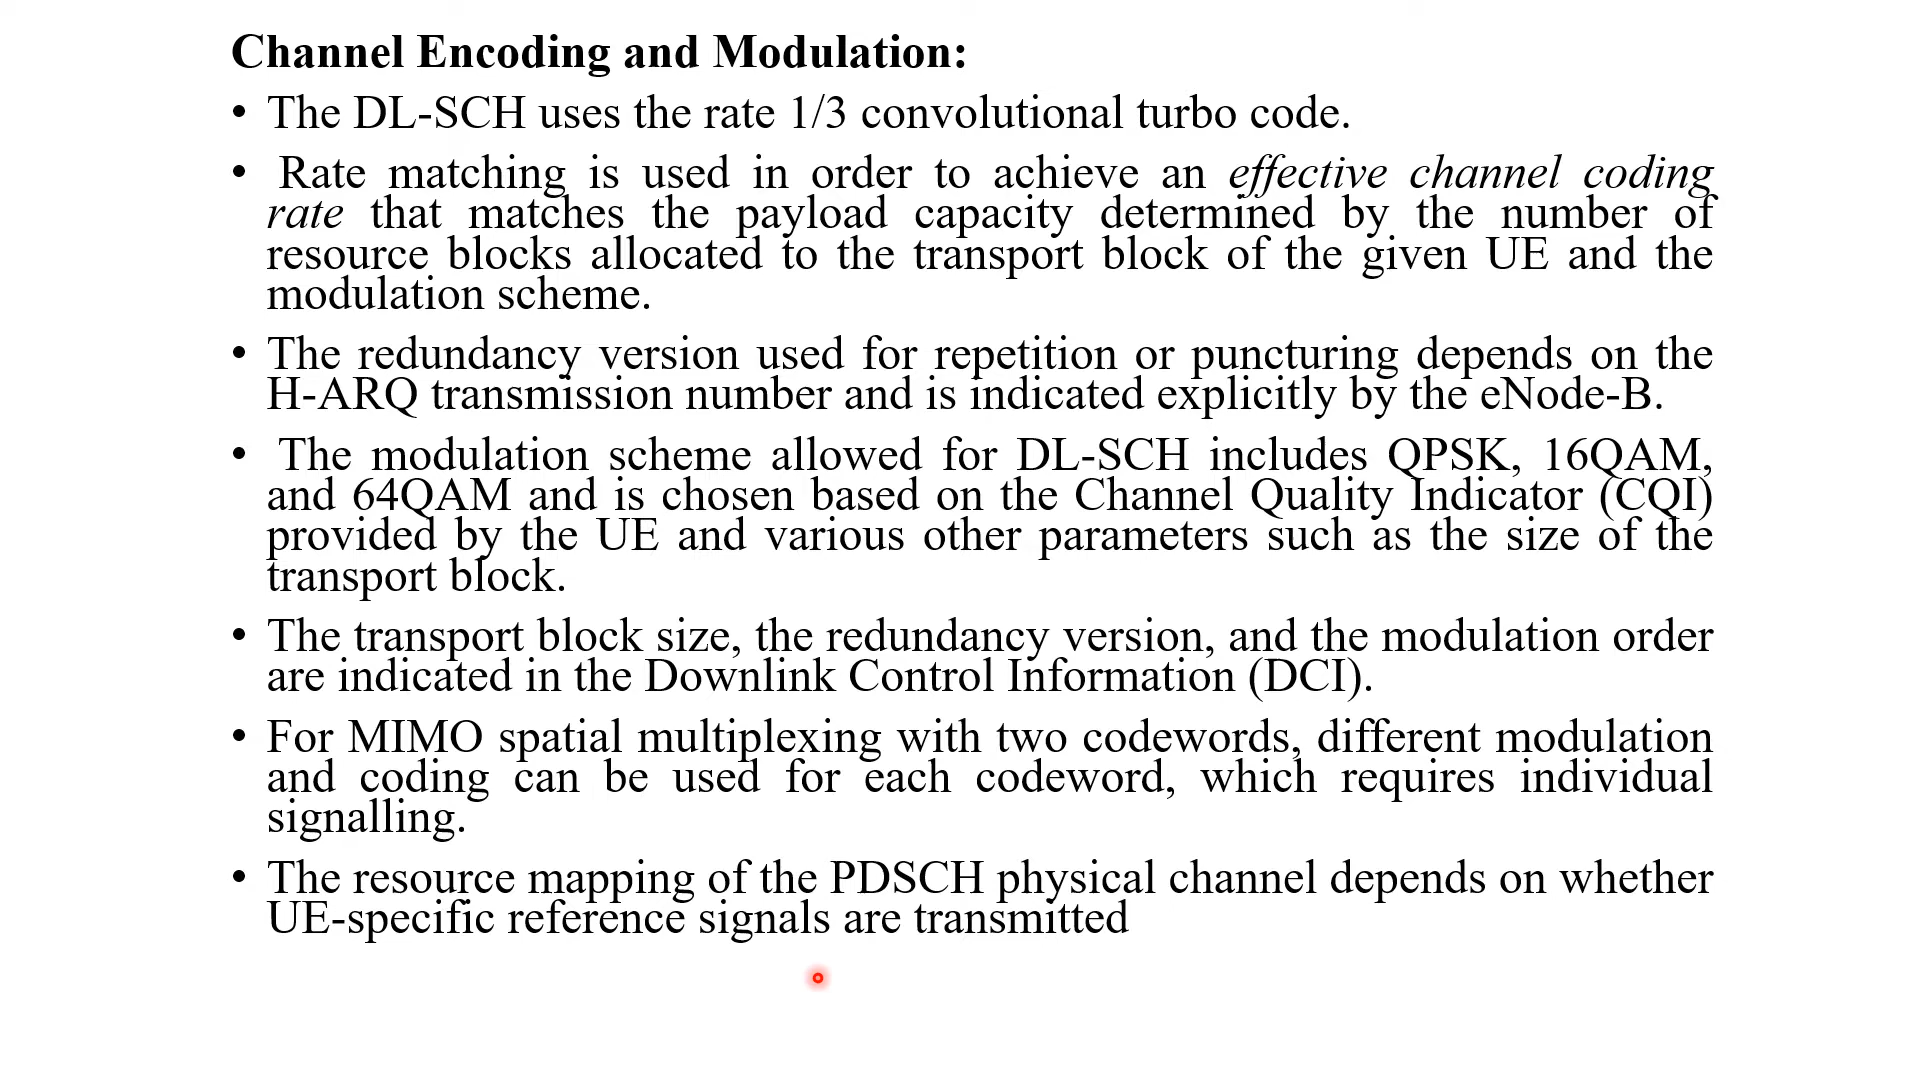 Channel Encoding and Modulation:
• The DL-SCH uses the rate 1/3 convolutional turbo code.
• Rate matching is used in order to achieve an effective channel coding
rate that matches the payload capacity determined by the number of
resource blocks allocated to the transport block of the given UE and the
modulation scheme.
• The redundancy version used for repetition or puncturing depends on the
H-ARQ transmission number and is indicated explicitly by the eNode-B.
• The modulation scheme allowed for DL-SCH includes QPSK, 16QAM,
and 64QAM and is chosen based on the Channel Quality Indicator (CQI)
provided by the UE and various other parameters such as the size of the
transport block.
• The transport block size, the redundancy version, and the modulation order
are indicated in the Downlink Control Information (DCI).
• For MIMO spatial multiplexing with two codewords, different modulation
and coding can be used for each codeword, which requires individual
signalling.
• The resource mapping of the PDSCH physical channel depends on whether
UE-specific reference signals are transmitted